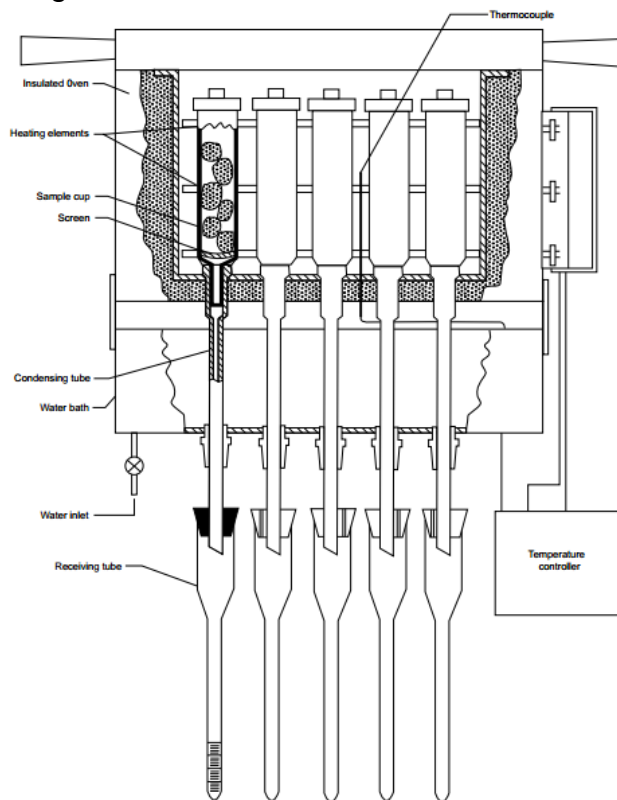 Thermocouple
Insulated 0ven
Heating elements
Sample cup
Screen
Condensing tube
Water bath
Water inlet
Temperature
controller
Receiving tube